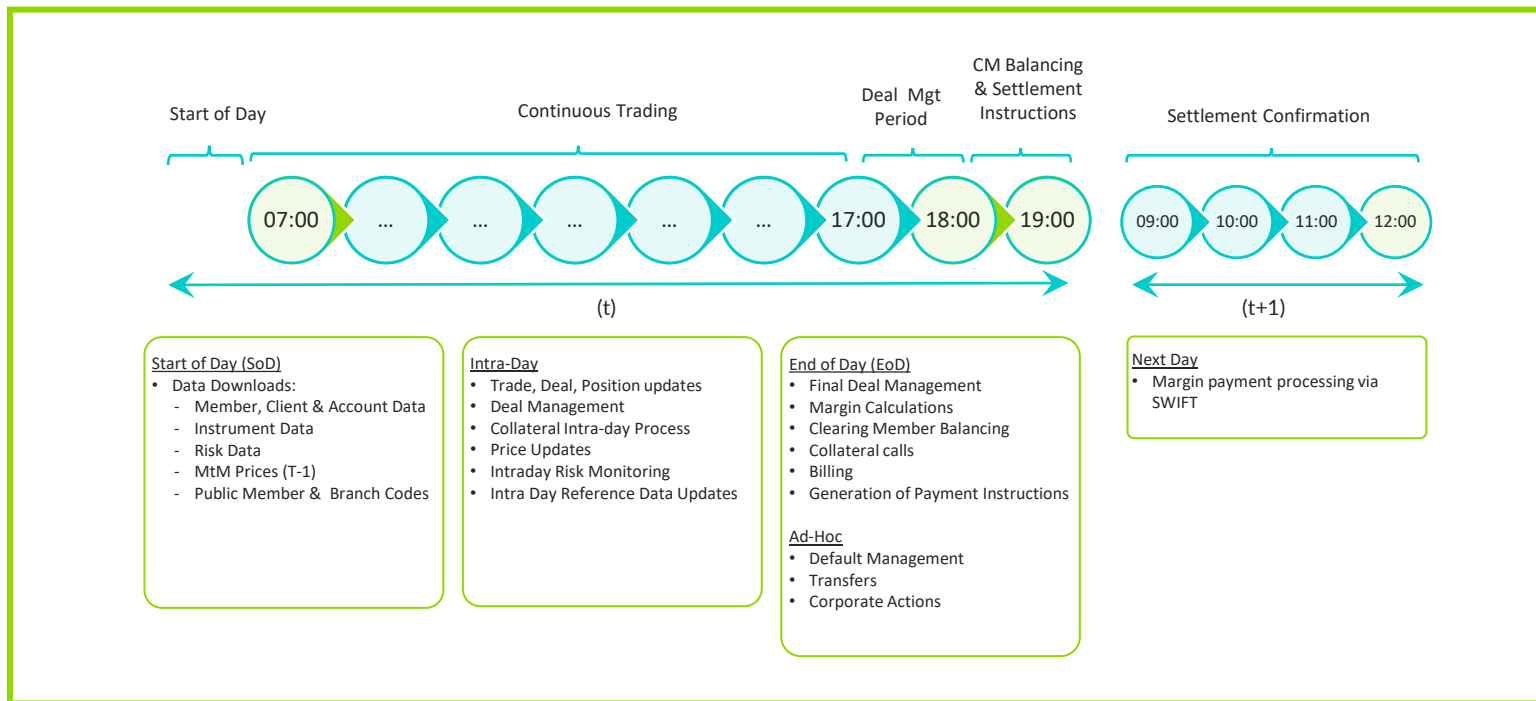 Start of Day
Continuous Trading
Deal Mgt
Period
CM Balancing
& Settlement
Instructions
Settlement Confirmation
07:00
...
...
...
...
...
17:00
18:00
19:00
09:00
10:00
11:00
12:00
(t)
(t+1)
Start of Day (SoD)
• Data Downloads:
- Member, Client & Account Data
- Instrument Data
- Risk Data
- MtM Prices (T-1)
- Public Member & Branch Codes
Intra-Day
• Trade, Deal, Position updates
• Deal Management
• Collateral Intra-day Process
• Price Updates
• Intraday Risk Monitoring
• Intra Day Reference Data Updates
End of Day (EoD)
• Final Deal Management
• Margin Calculations
• Clearing Member Balancing
• Collateral calls
• Billing
• Generation of Payment Instructions
Ad-Hoc
• Default Management
• Transfers
• Corporate Actions
Next Day
• Margin payment processing via
SWIFT